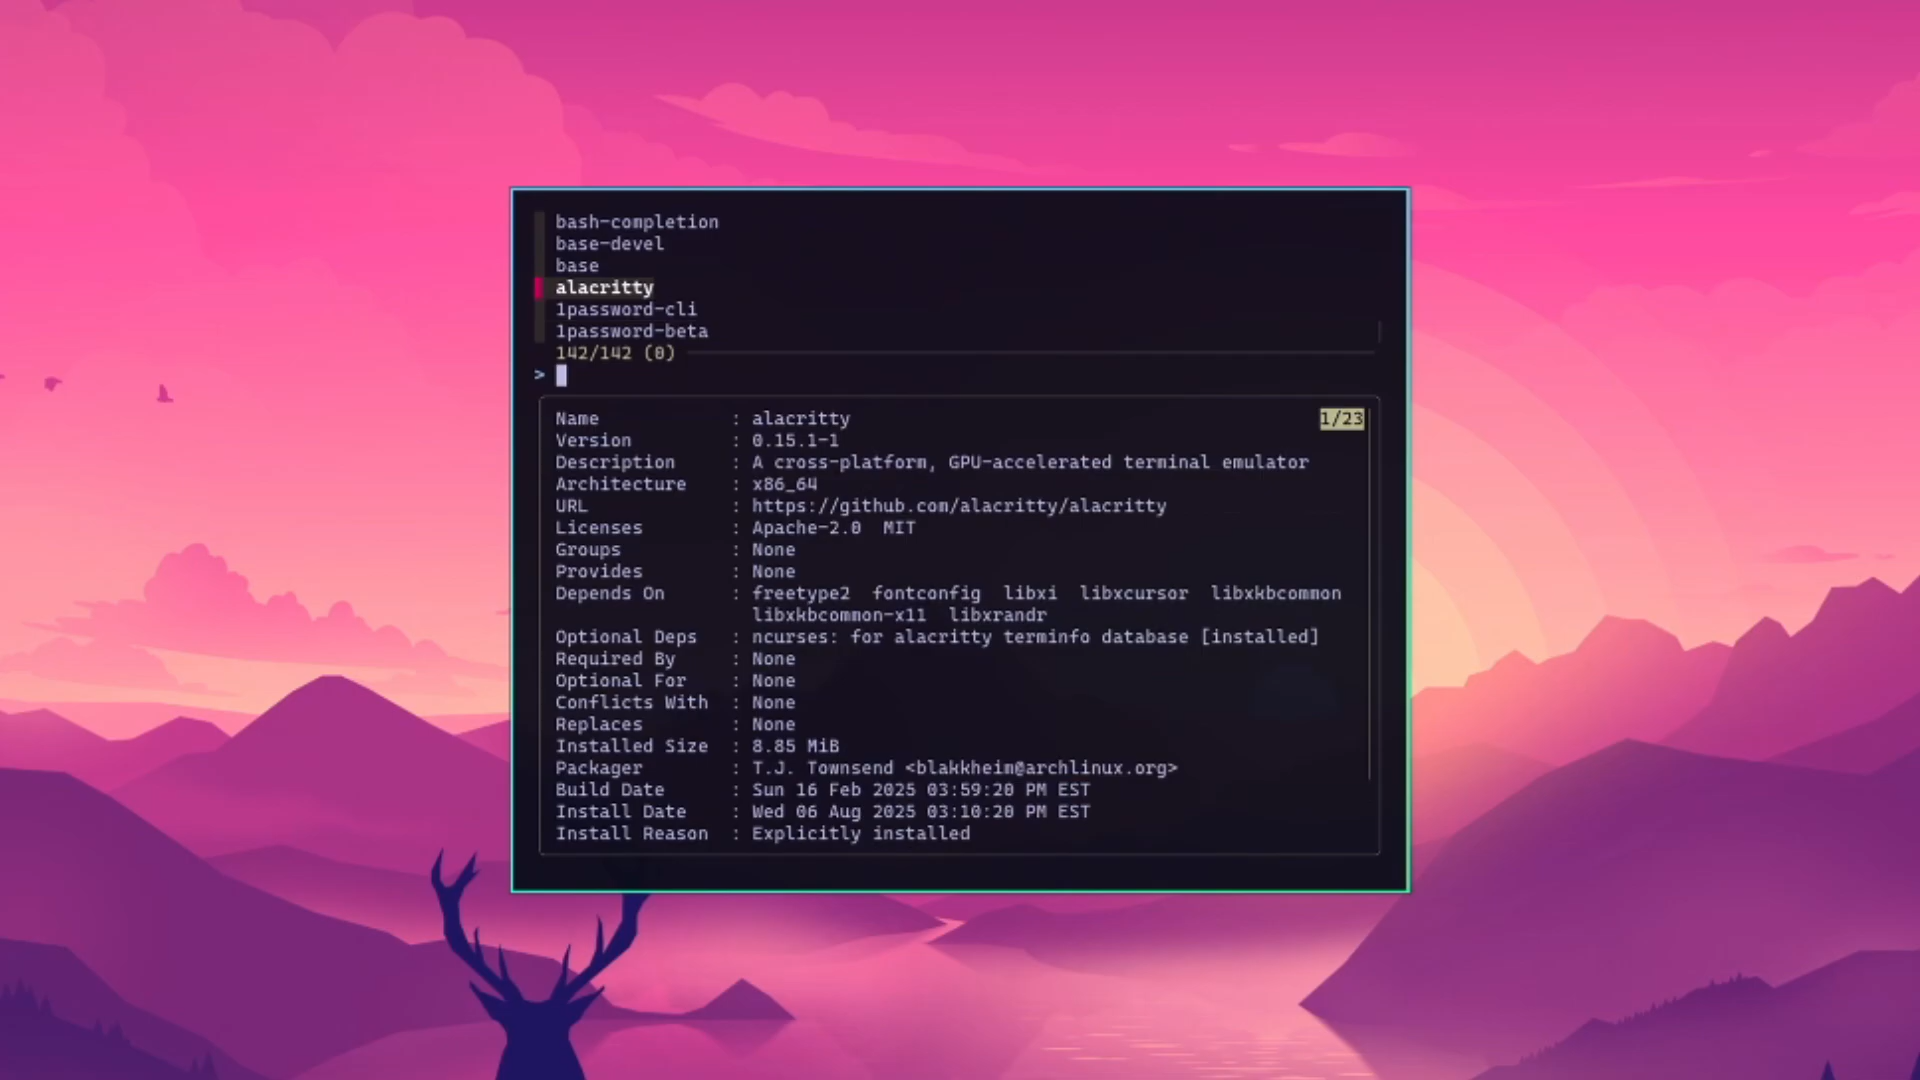 bash-completion
base-devel
base
alacritty
1password-cli
1password-beta
142/142 (0)
>
Name : alacritty 1/23
Version : 0.15.1-1
Description : A cross-platform, GPU-accelerated terminal emulator
Architecture : x86_64
URL : https://github.com/alacritty/alacritty
Licenses : Apache-2.0 MIT
Groups : None
Provides : None
Depends On : freetype2 fontconfig libxi libxcursor libxkbcommon
libxkbcommon-x11 libxrandr
Optional Deps : ncurses: for alacritty terminfo database [installed]
Required By : None
Optional For : None
Conflicts With : None
Replaces : None
Installed Size : 8.85 MiB
Packager : T.J. Townsend <blakkheim@archlinux.org>
Build Date : Sun 16 Feb 2025 03:59:20 PM EST
Install Date : Wed 06 Aug 2025 03:10:20 PM EST
Install Reason : Explicitly installed